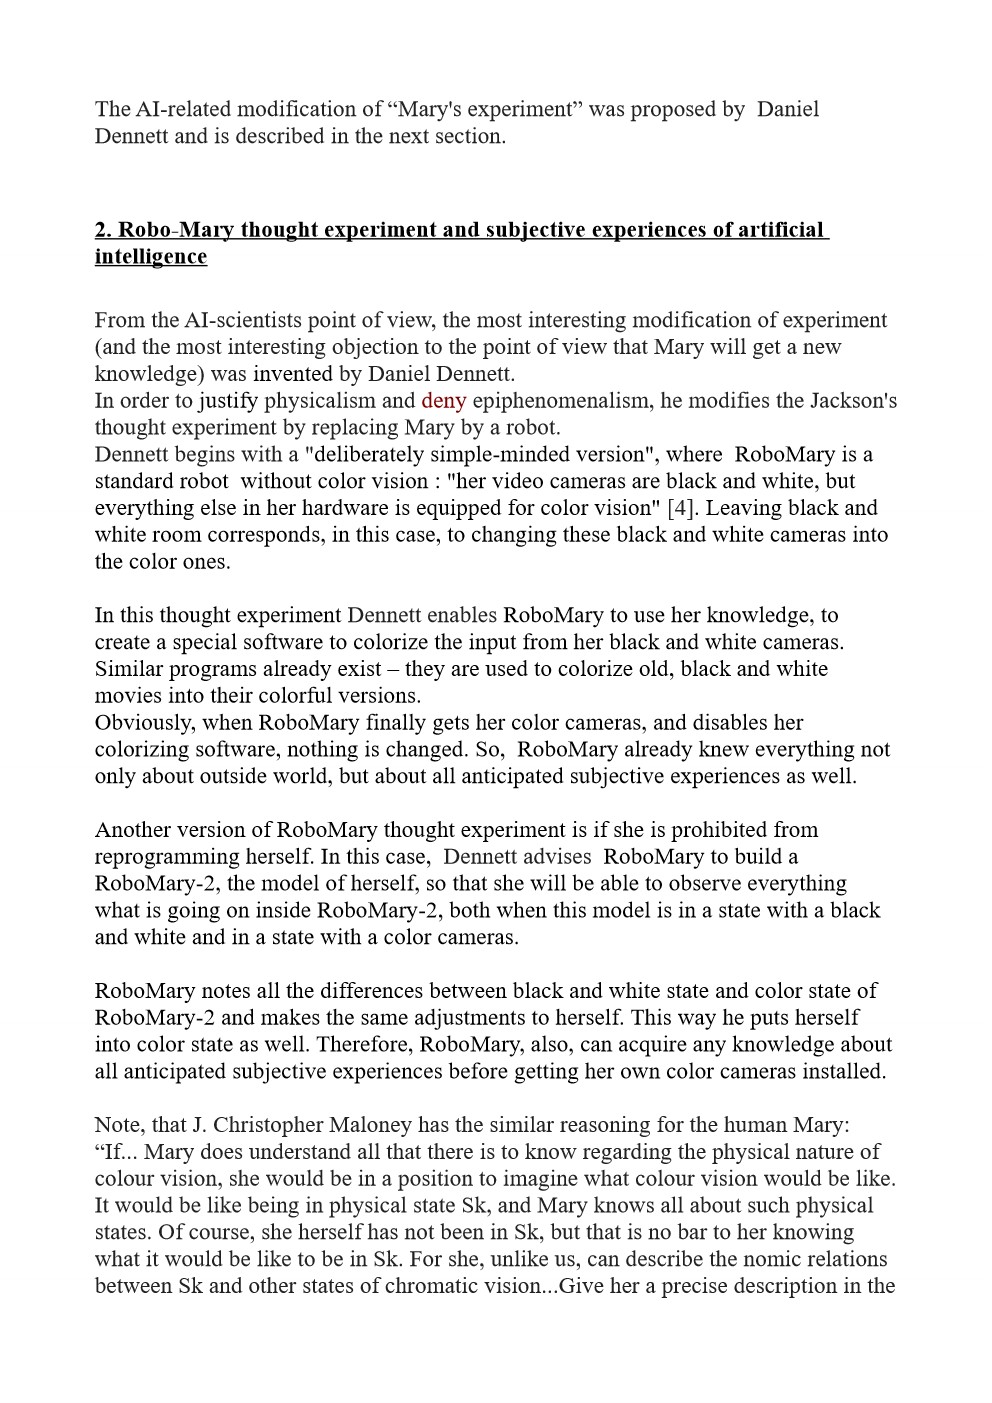 The AI-related modification of “Mary's experiment” was proposed by  Daniel
Dennett and is described in the next section.
2. Robo-Mary thought experiment and subjective experiences of artificial
intelligence
From the AI-scientists point of view, the most interesting modification of experiment
(and the most interesting objection to the point of view that Mary will get a new
knowledge) was invented by Daniel Dennett.
In order to justify physicalism and deny epiphenomenalism, he modifies the Jackson's
thought experiment by replacing Mary by a robot.
Dennett begins with a "deliberately simple-minded version", where  RoboMary is a
standard robot  without color vision : "her video cameras are black and white, but
everything else in her hardware is equipped for color vision" [4]. Leaving black and
white room corresponds, in this case, to changing these black and white cameras into
the color ones.
In this thought experiment Dennett enables RoboMary to use her knowledge, to
create a special software to colorize the input from her black and white cameras.
Similar programs already exist – they are used to colorize old, black and white
movies into their colorful versions.
Obviously, when RoboMary finally gets her color cameras, and disables her
colorizing software, nothing is changed. So,  RoboMary already knew everything not
only about outside world, but about all anticipated subjective experiences as well.
Another version of RoboMary thought experiment is if she is prohibited from
reprogramming herself. In this case,  Dennett advises  RoboMary to build a
RoboMary-2, the model of herself, so that she will be able to observe everything
what is going on inside RoboMary-2, both when this model is in a state with a black
and white and in a state with a color cameras.
RoboMary notes all the differences between black and white state and color state of
RoboMary-2 and makes the same adjustments to herself. This way he puts herself
into color state as well. Therefore, RoboMary, also, can acquire any knowledge about
all anticipated subjective experiences before getting her own color cameras installed.
Note, that J. Christopher Maloney has the similar reasoning for the human Mary:
“If... Mary does understand all that there is to know regarding the physical nature of
colour vision, she would be in a position to imagine what colour vision would be like.
It would be like being in physical state Sk, and Mary knows all about such physical
states. Of course, she herself has not been in Sk, but that is no bar to her knowing
what it would be like to be in Sk. For she, unlike us, can describe the nomic relations
between Sk and other states of chromatic vision...Give her a precise description in the